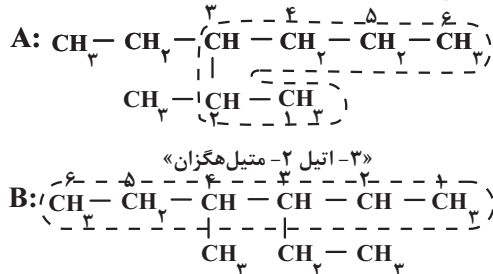 ۳ ۴ ۵ ۶
A: CH۳ — CH۲ — CH — CH۲ — CH۲ — CH۳
CH۳ — CH — CH۳
۲ ۱
«۳- اتیل ۲- متیل‌هگزان»
۶ ۵ ۴ ۳ ۲ ۱
B: CH۳ — CH۲ — CH — CH — CH — CH۳
CH۳ CH۲ — CH۳